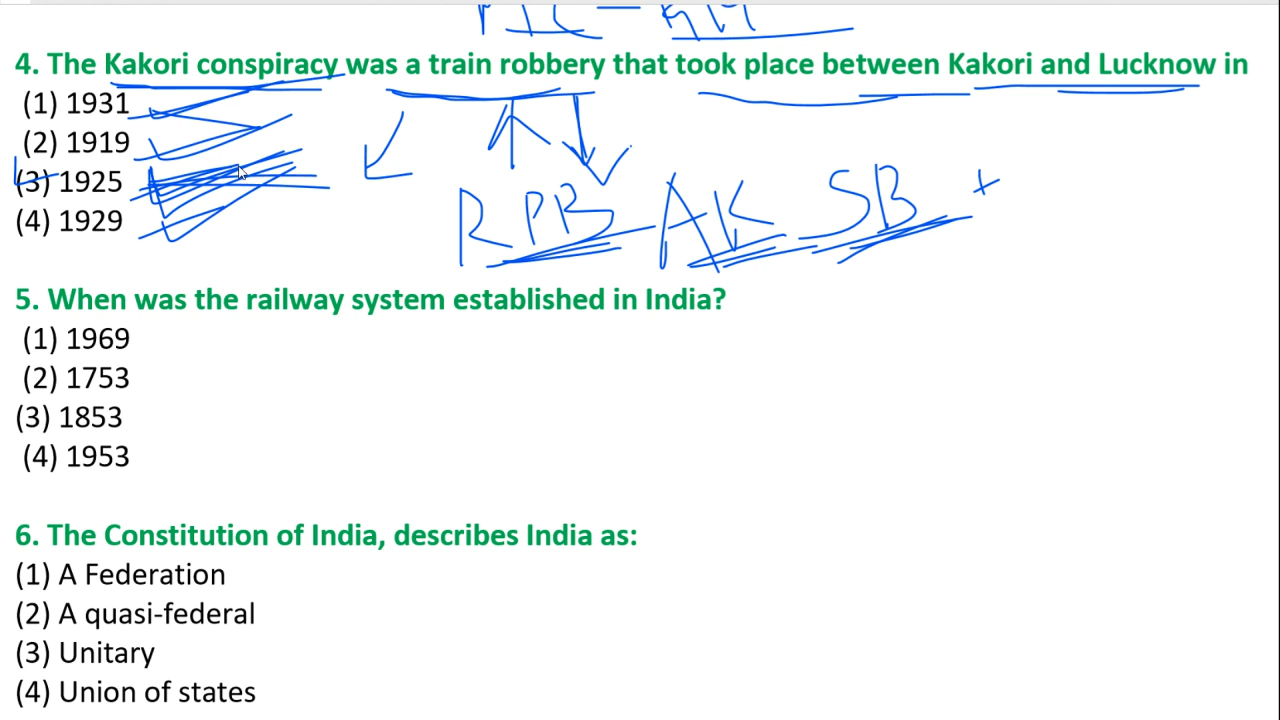 4. The Kakori conspiracy was a train robbery that took place between Kakori and Lucknow in
(1) 1931
(2) 1919
(3) 1925
(4) 1929
RPB AK SB +
5. When was the railway system established in India?
(1) 1969
(2) 1753
(3) 1853
(4) 1953
6. The Constitution of India, describes India as:
(1) A Federation
(2) A quasi-federal
(3) Unitary
(4) Union of states